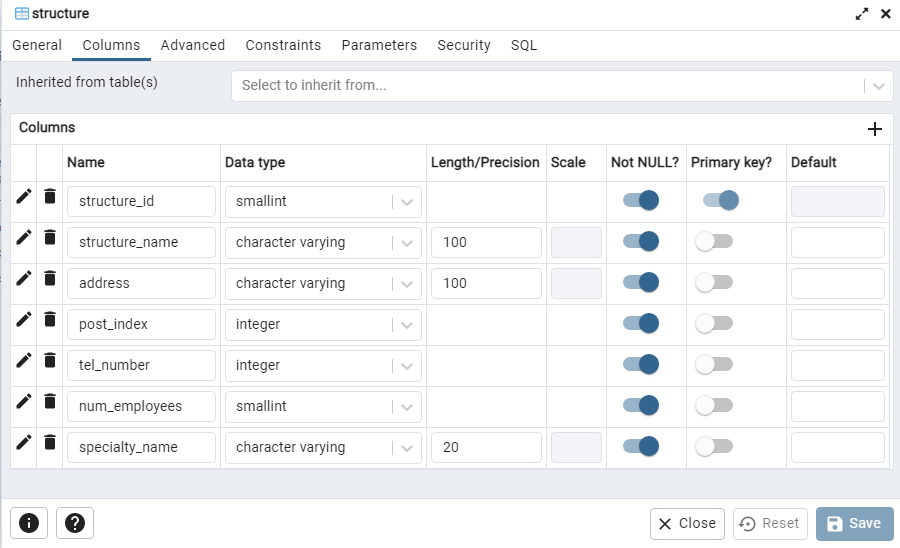 structure
General Columns Advanced Constraints Parameters Security SQL
Inherited from table(s) Select to inherit from...
Columns
Name Data type Length/Precision Scale Not NULL? Primary key? Default
structure_id smallint
structure_name character varying 100
address character varying 100
post_index integer
tel_number integer
num_employees smallint
specialty_name character varying 20
Close Reset Save